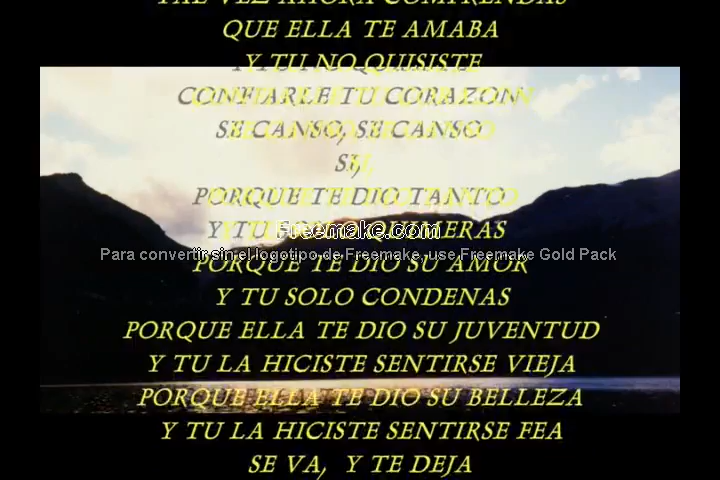 TAL VEZ AHORA COMPRENDAS
QUE ELLA TE AMABA
Y TU NO QUISISTE
CONFIARLE TU CORAZON
SE CANSO, SE CANSO
SI,
PORQUE TE DIO TANTO
Y TU SOLO QUIMERAS
Freemake.com
Para convertir sin el logotipo de Freemake, use Freemake Gold Pack
PORQUE TE DIO SU AMOR
Y TU SOLO CONDENAS
PORQUE ELLA TE DIO SU JUVENTUD
Y TU LA HICISTE SENTIRSE VIEJA
PORQUE ELLA TE DIO SU BELLEZA
Y TU LA HICISTE SENTIRSE FEA
SE VA, Y TE DEJA